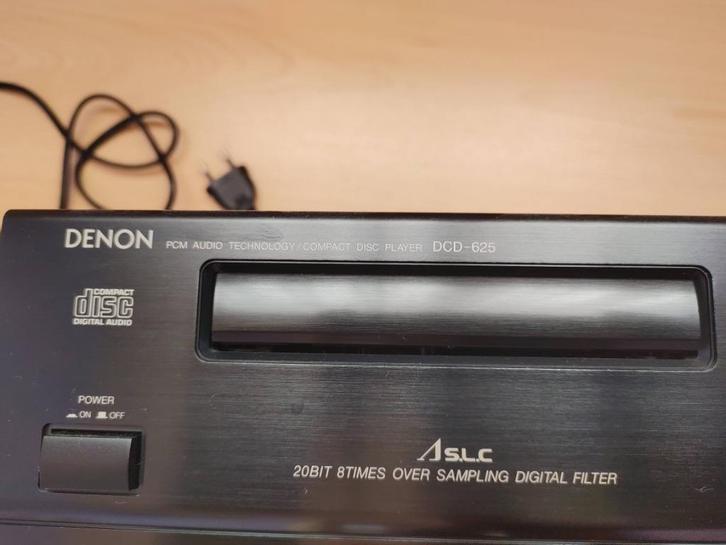 DENON PCM AUDIO TECHNOLOGY/COMPACT DISC PLAYER DCD-625
COMPACT
disc
DIGITAL AUDIO
POWER
ON OFF
A S.L.C
20BIT 8TIMES OVER SAMPLING DIGITAL FILTER